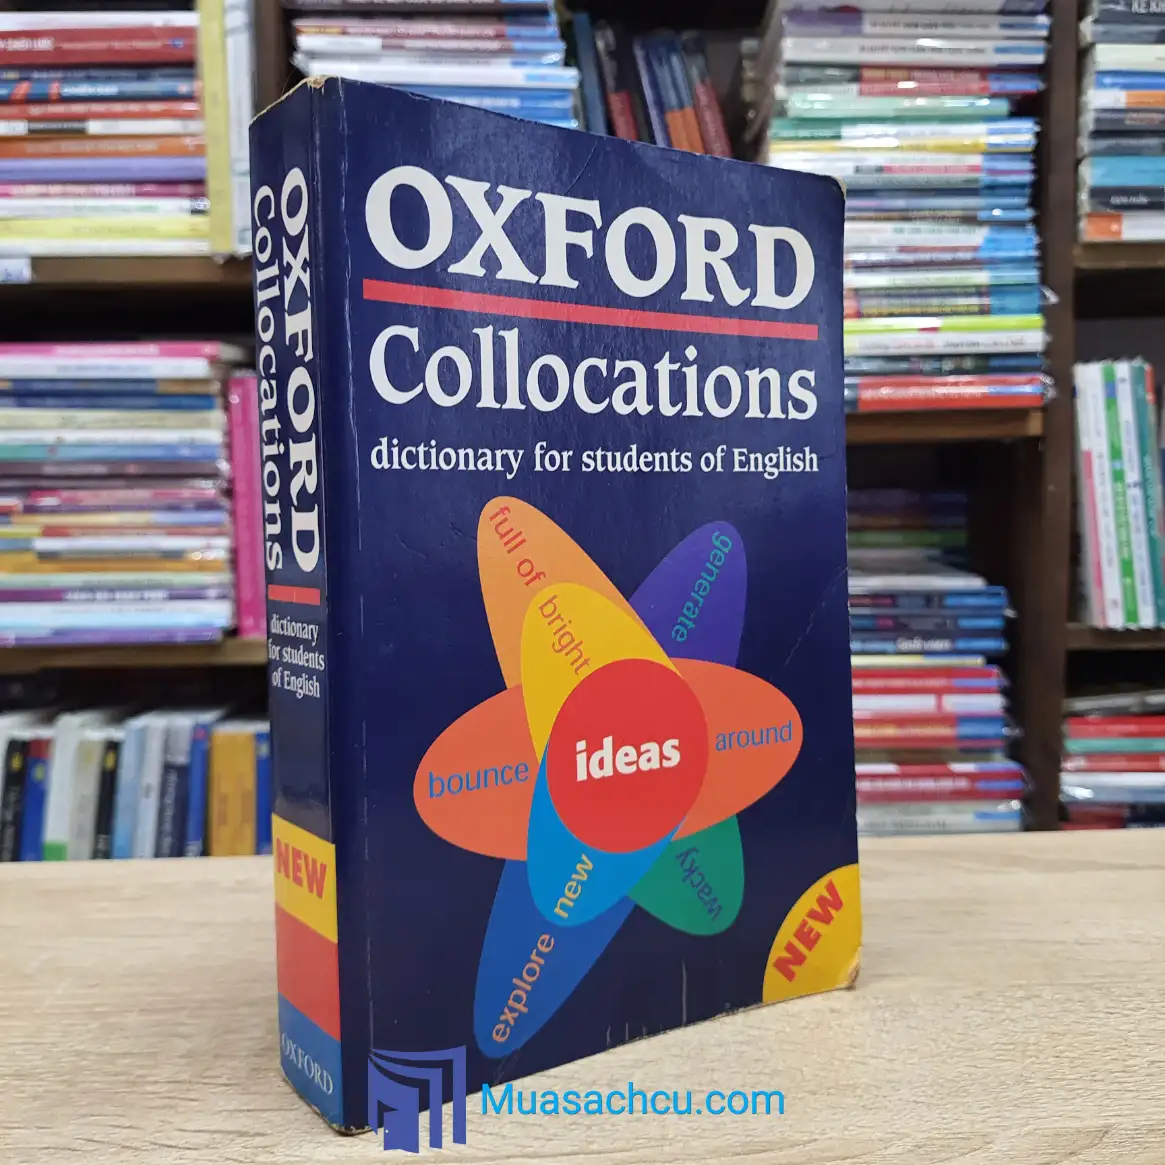 OXFORD
Collocations
dictionary for students of English
full of
bright
generate
bounce
ideas
around
new
explore
wacky
NEW
OXFORD
Collocations
dictionary
for students
of English
NEW
OXFORD
Muasachcu.com